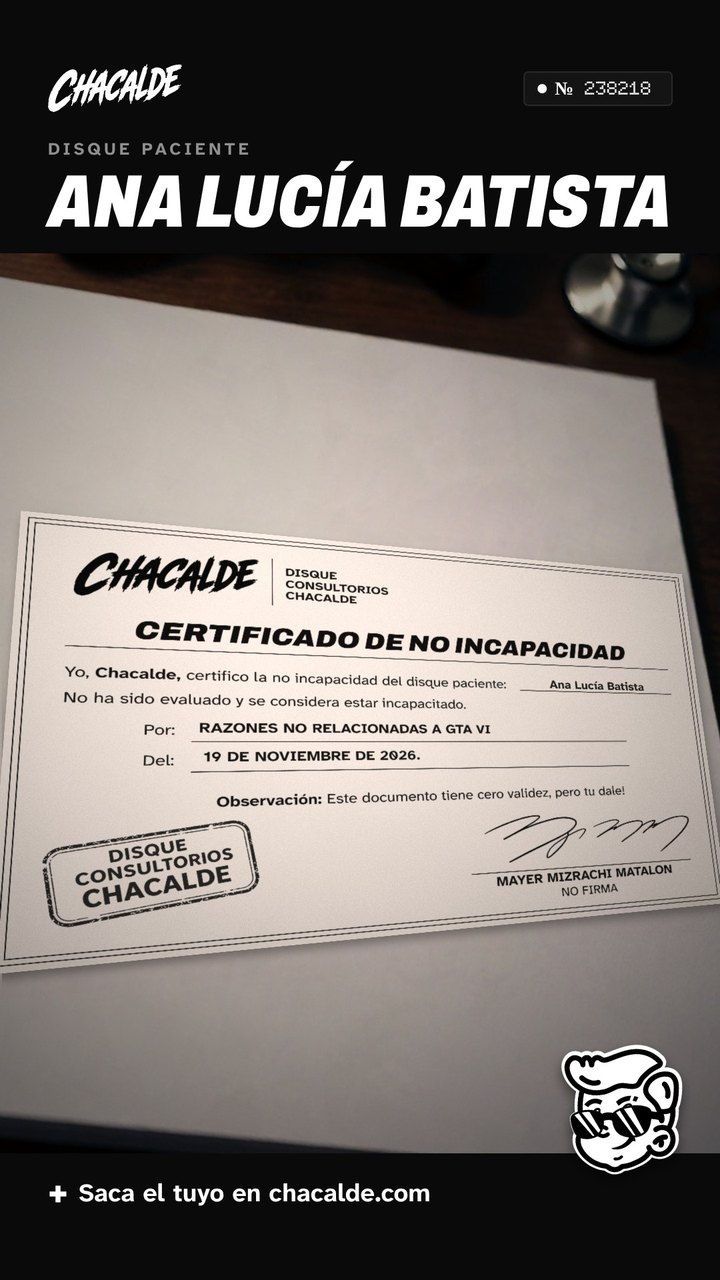 CHACALDE
• № 238218
DISQUE PACIENTE
ANA LUCÍA BATISTA
CHACALDE
DISQUE
CONSULTORIOS
CHACALDE
CERTIFICADO DE NO INCAPACIDAD
Yo, Chacalde, certifico la no incapacidad del disque paciente: Ana Lucía Batista
No ha sido evaluado y se considera estar incapacitado.
Por: RAZONES NO RELACIONADAS A GTA VI
Del: 19 DE NOVIEMBRE DE 2026.
Observación: Este documento tiene cero validez, pero tu dale!
DISQUE
CONSULTORIOS
CHACALDE
MAYER MIZRACHI MATALON
NO FIRMA
+ Saca el tuyo en chacalde.com